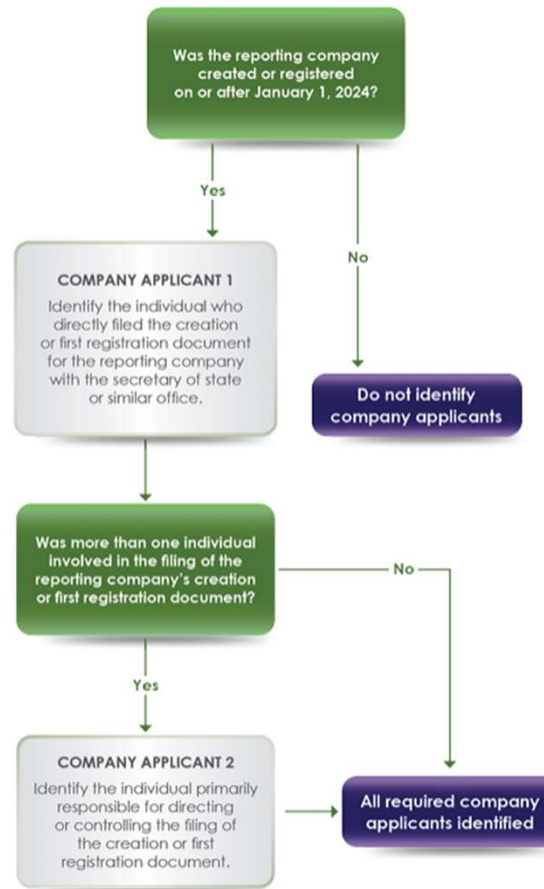 Was the reporting company
created or registered
on or after January 1, 2024?
Yes
No
COMPANY APPLICANT 1
Identify the individual who
directly filed the creation
or first registration document
for the reporting company
with the secretary of state
or similar office.
Do not identify
company applicants
Was more than one individual
involved in the filing of the
reporting company's creation
or first registration document?
No
Yes
COMPANY APPLICANT 2
Identify the individual primarily
responsible for directing
or controlling the filing of
the creation or first
registration document.
All required company
applicants identified